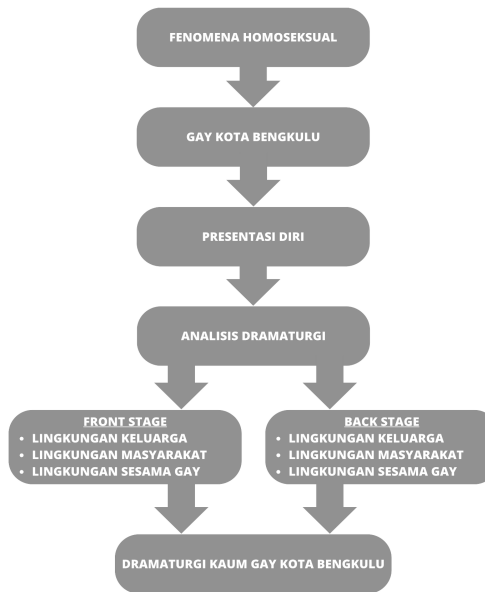 FENOMENA HOMOSEKSUAL
GAY KOTA BENGKULU
PRESENTASI DIRI
ANALISIS DRAMATURGI
FRONT STAGE
• LINGKUNGAN KELUARGA
• LINGKUNGAN MASYARAKAT
• LINGKUNGAN SESAMA GAY
BACK STAGE
• LINGKUNGAN KELUARGA
• LINGKUNGAN MASYARAKAT
• LINGKUNGAN SESAMA GAY
DRAMATURGI KAUM GAY KOTA BENGKULU